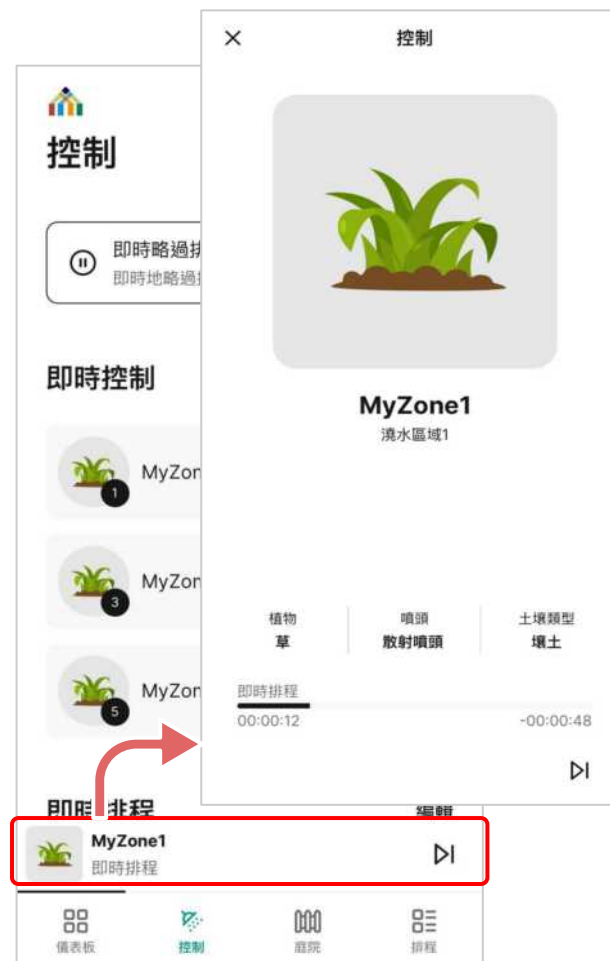 控制
控制
即時略過排
即時地略過
即時控制
MyZone1
澆水區域1
MyZon
1
MyZon
3
MyZon
5
植物
草
噴頭
散射噴頭
土壤類型
壤土
即時排程
00:00:12
-00:00:48
即時排程
編輯
MyZone1
即時排程
儀表板
控制
庭院
排程